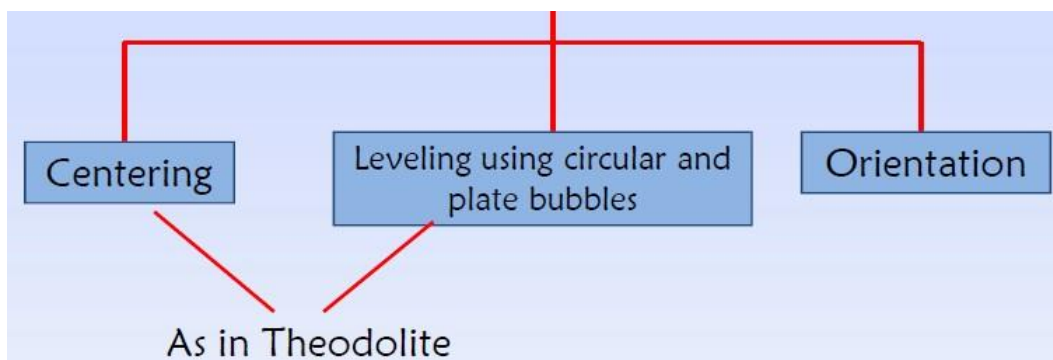 Centering
Leveling using circular and
plate bubbles
Orientation
As in Theodolite